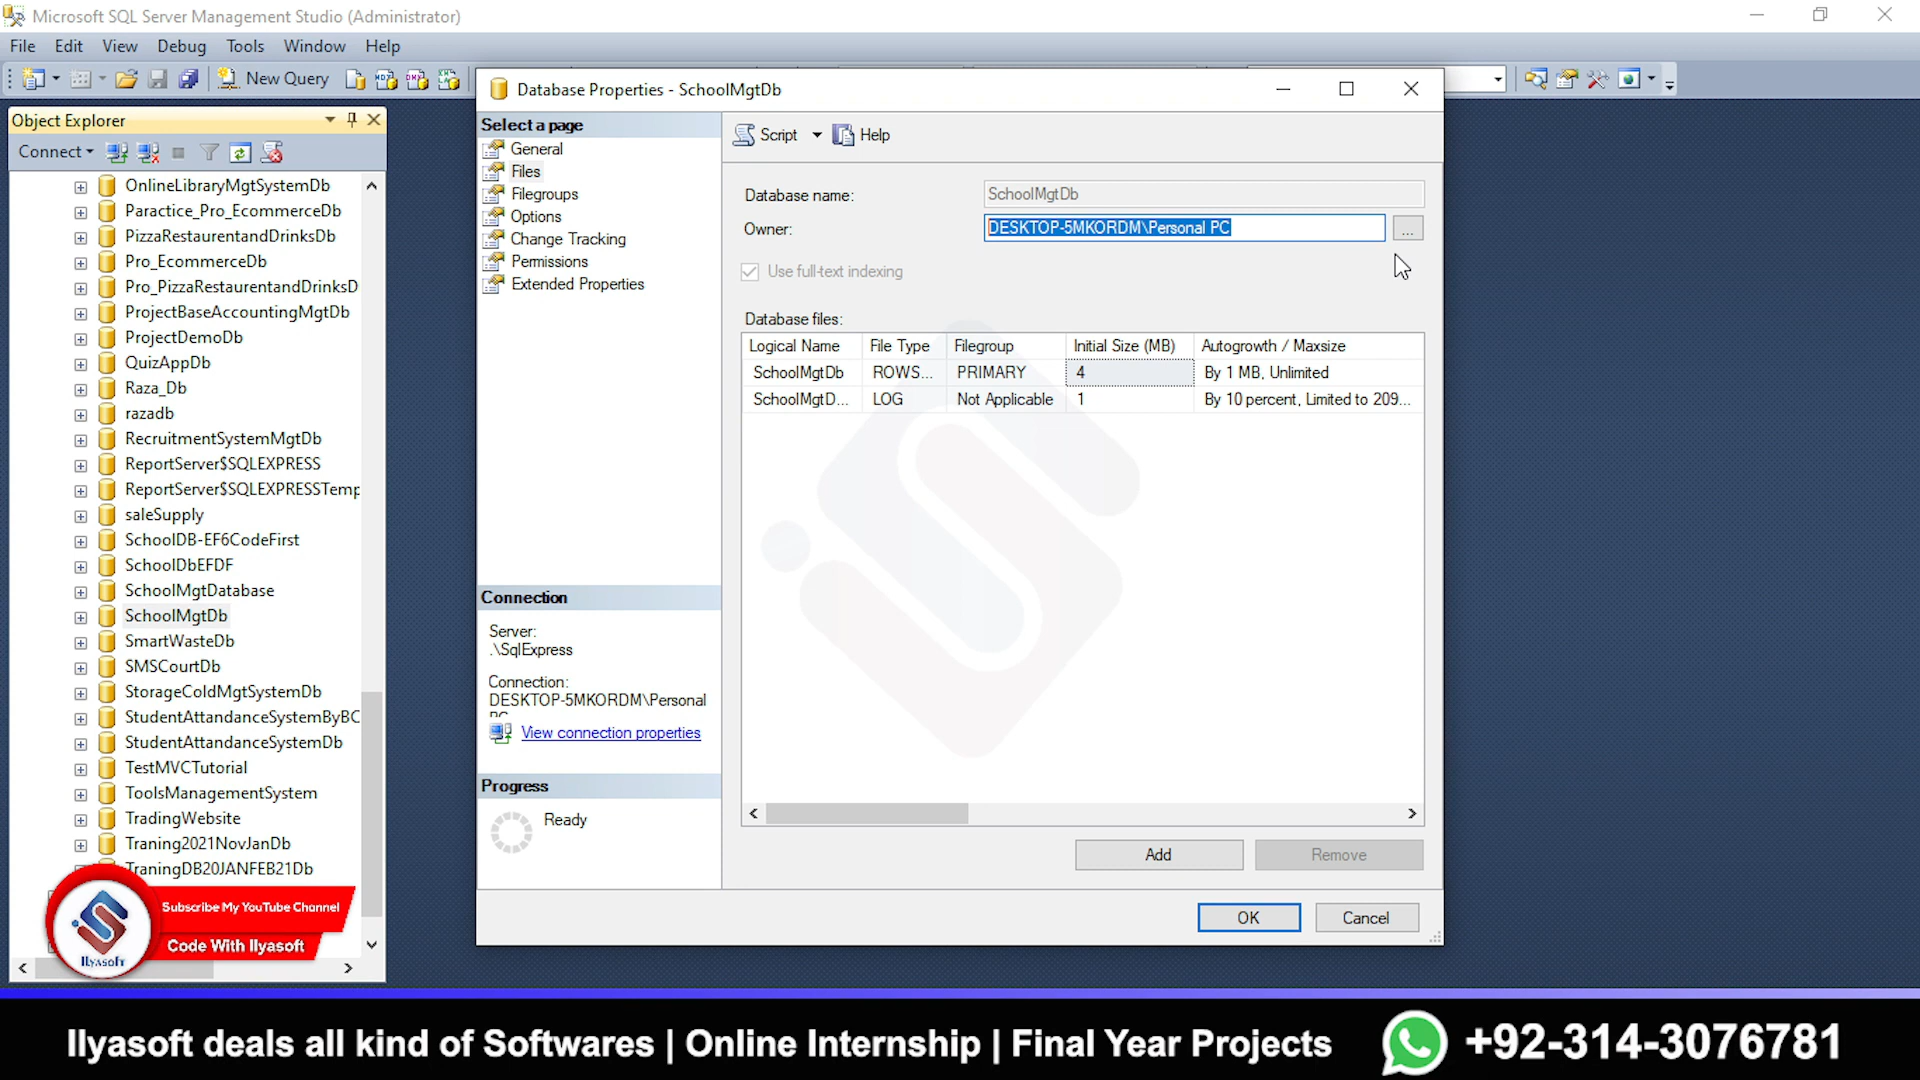 Microsoft SQL Server Management Studio (Administrator)
File Edit View Debug Tools Window Help
New Query
Object Explorer
Connect
OnlineLibraryMgtSystemDb
Paractice_Pro_EcommerceDb
PizzaRestaurentandDrinksDb
Pro_EcommerceDb
Pro_PizzaRestaurentandDrinksD
ProjectBaseAccountingMgtDb
ProjectDemoDb
QuizAppDb
Raza_Db
razadb
RecruitmentSystemMgtDb
ReportServer$SQLEXPRESS
ReportServer$SQLEXPRESSTemp
saleSupply
SchoolDB-EF6CodeFirst
SchoolDbEFDF
SchoolMgtDatabase
SchoolMgtDb
SmartWasteDb
SMSCourtDb
StorageColdMgtSystemDb
StudentAttandanceSystemByBC
StudentAttandanceSystemDb
TestMVCTutorial
ToolsManagementSystem
TradingWebsite
Traning2021NovJanDb
TraningDB20JANFEB21Db
Database Properties - SchoolMgtDb
Select a page
General
Files
Filegroups
Options
Change Tracking
Permissions
Extended Properties
Connection
Server:
.\SqlExpress
Connection:
DESKTOP-5MKORDM\Personal
View connection properties
Progress
Ready
Script Help
Database name: SchoolMgtDb
Owner: DESKTOP-5MKORDM\Personal PC ...
Use full-text indexing
Database files:
Logical Name File Type Filegroup Initial Size (MB) Autogrowth / Maxsize
SchoolMgtDb ROWS... PRIMARY 4 By 1 MB, Unlimited
SchoolMgtD... LOG Not Applicable 1 By 10 percent, Limited to 209...
Add Remove
OK Cancel
Subscribe My YouTube Channel
Code With Ilyasoft
Ilyasoft
Ilyasoft deals all kind of Softwares | Online Internship | Final Year Projects +92-314-3076781